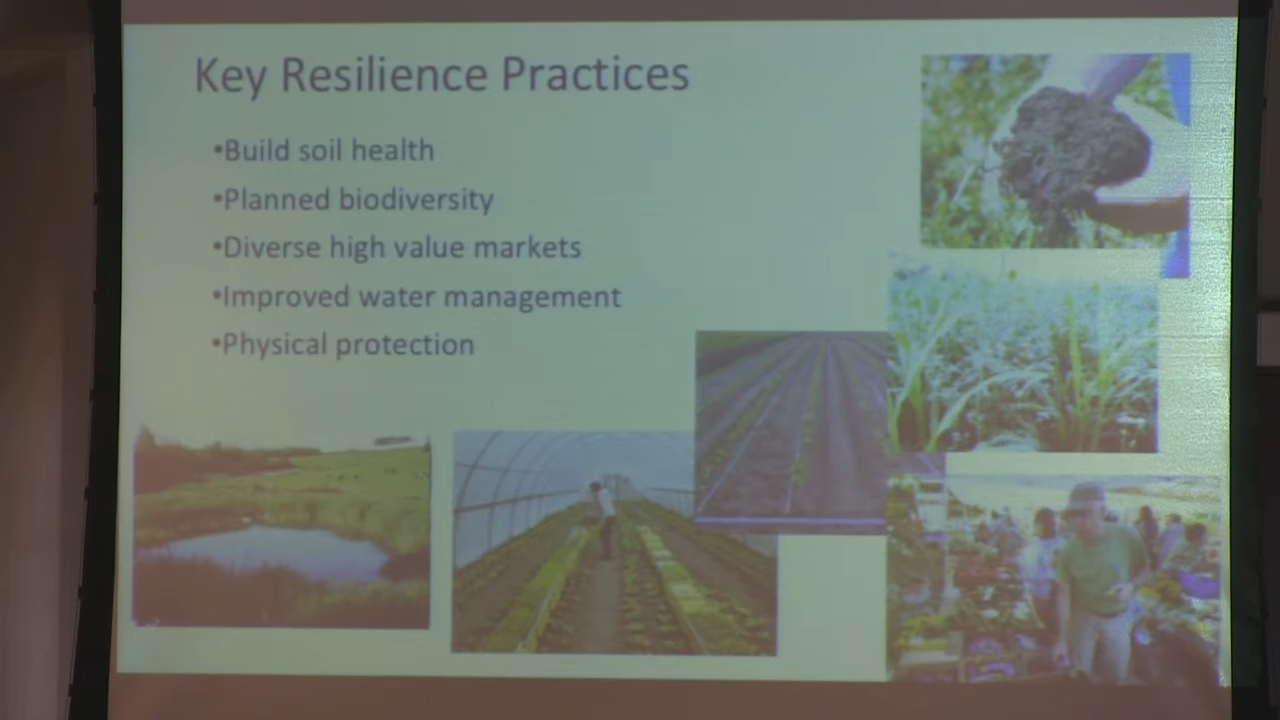 Key Resilience Practices
•Build soil health
•Planned biodiversity
•Diverse high value markets
•Improved water management
•Physical protection